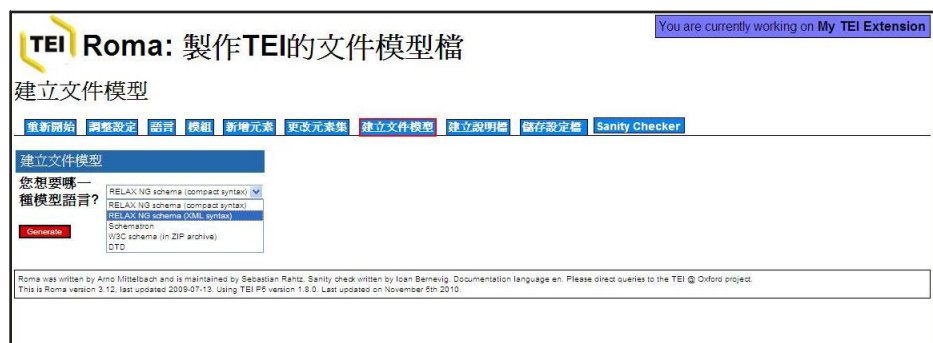 You are currently working on My TEI Extension
TEI Roma: 製作TEI的文件模型檔
建立文件模型
重新開始 調整設定 語言 模組 新增元素 更改元素集 建立文件模型 建立說明檔 儲存設定檔 Sanity Checker
建立文件模型
您想要哪一
種模型語言?
RELAX NG schema (compact syntax)
RELAX NG schema (compact syntax)
RELAX NG schema (XML syntax)
Schematron
W3C schema (in ZIP archive)
DTD
Generate
Roma was written by Arno Mittelbach and is maintained by Sebastian Rahtz. Sanity check written by Ioan Bernevig. Documentation language en. Please direct queries to the TEI @ Oxford project.
This is Roma version 3.12, last updated 2009-07-13. Using TEI P5 version 1.8.0. Last updated on November 5th 2010.